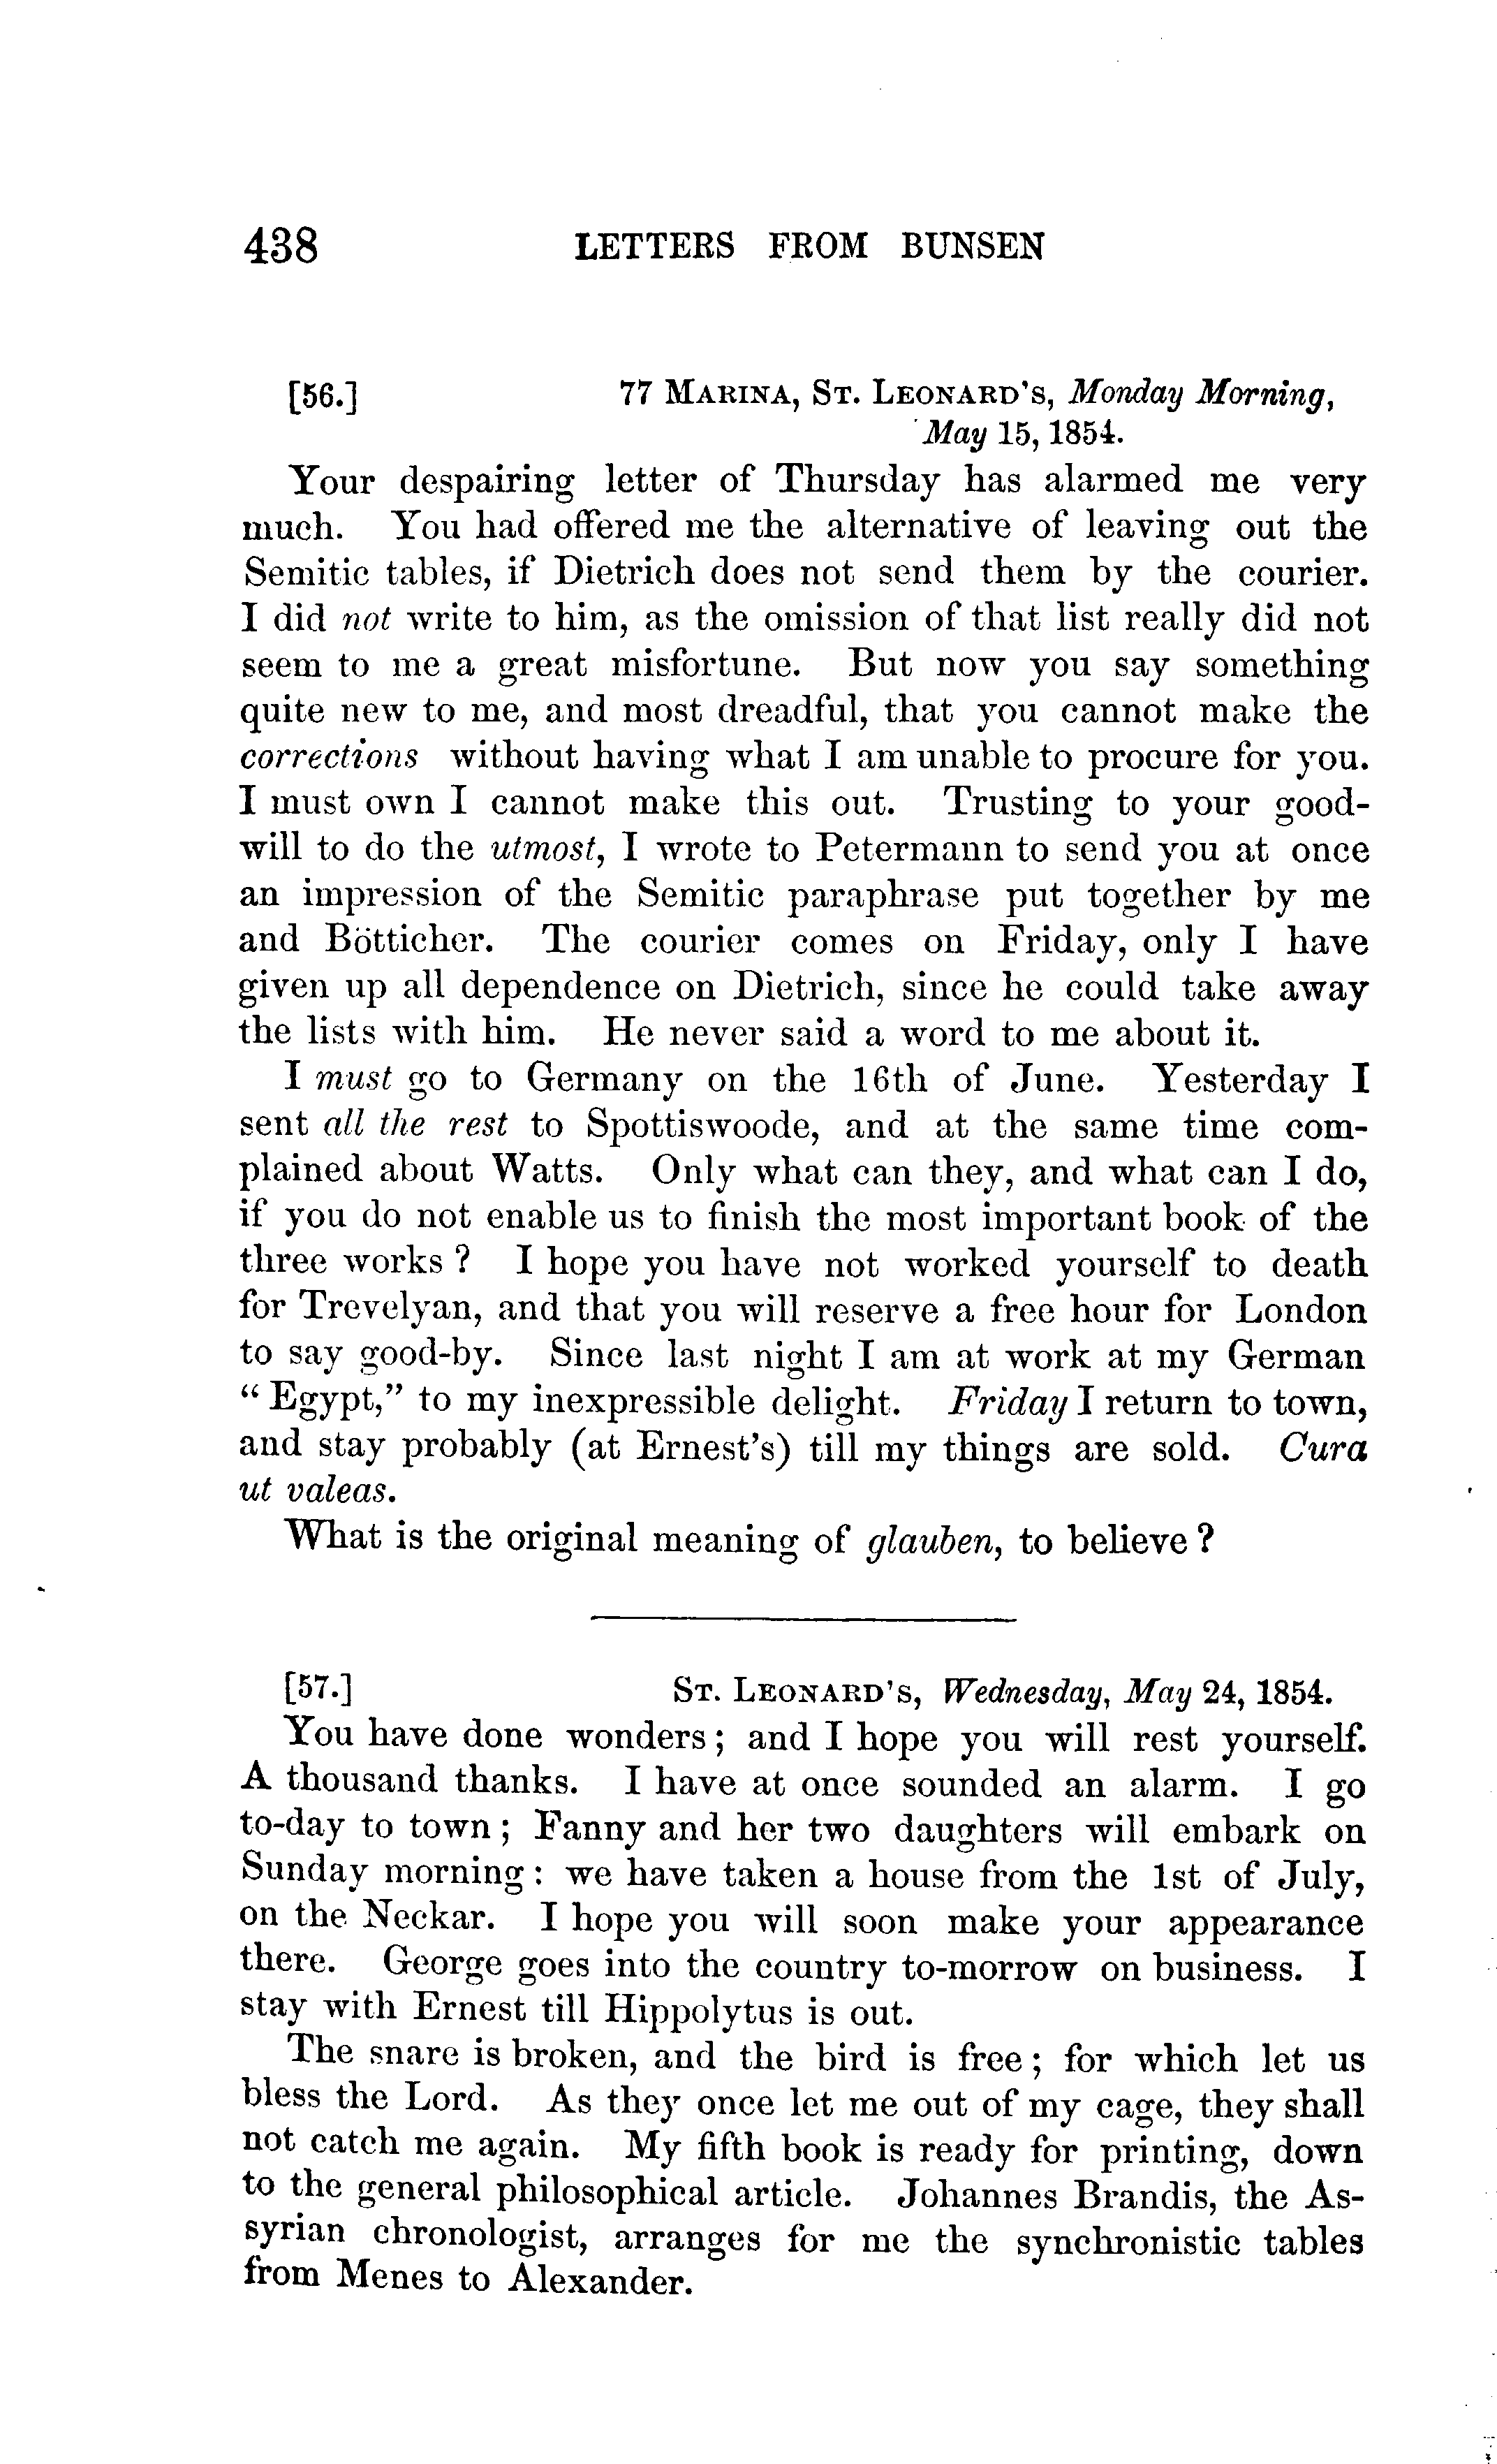 438 LETTERS FROM BUNSEN
[56.] 77 MARINA, ST. LEONARD'S, Monday Morning,
May 15, 1854.
Your despairing letter of Thursday has alarmed me very
much. You had offered me the alternative of leaving out the
Semitic tables, if Dietrich does not send them by the courier.
I did not write to him, as the omission of that list really did not
seem to me a great misfortune. But now you say something
quite new to me, and most dreadful, that you cannot make the
corrections without having what I am unable to procure for you.
I must own I cannot make this out. Trusting to your good-
will to do the utmost, I wrote to Petermann to send you at once
an impression of the Semitic paraphrase put together by me
and Bötticher. The courier comes on Friday, only I have
given up all dependence on Dietrich, since he could take away
the lists with him. He never said a word to me about it.
I must go to Germany on the 16th of June. Yesterday I
sent all the rest to Spottiswoode, and at the same time com-
plained about Watts. Only what can they, and what can I do,
if you do not enable us to finish the most important book of the
three works ? I hope you have not worked yourself to death
for Trevelyan, and that you will reserve a free hour for London
to say good-by. Since last night I am at work at my German
“ Egypt,” to my inexpressible delight. Friday I return to town,
and stay probably (at Ernest's) till my things are sold. Cura
ut valeas.
What is the original meaning of glauben, to believe ?
[57.] ST. LEONARD'S, Wednesday, May 24, 1854.
You have done wonders ; and I hope you will rest yourself.
A thousand thanks. I have at once sounded an alarm. I go
to-day to town ; Fanny and her two daughters will embark on
Sunday morning : we have taken a house from the 1st of July,
on the Neckar. I hope you will soon make your appearance
there. George goes into the country to-morrow on business. I
stay with Ernest till Hippolytus is out.
The snare is broken, and the bird is free ; for which let us
bless the Lord. As they once let me out of my cage, they shall
not catch me again. My fifth book is ready for printing, down
to the general philosophical article. Johannes Brandis, the As-
syrian chronologist, arranges for me the synchronistic tables
from Menes to Alexander.